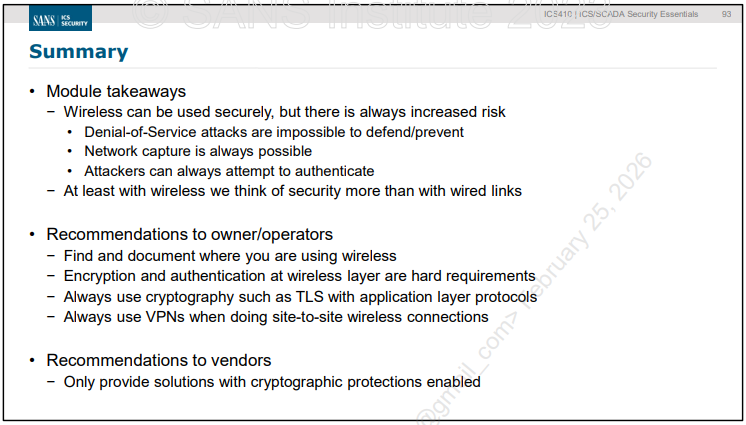 © SANS Institute 2026
SANS ICS SECURITY
ICS410 | ICS/SCADA Security Essentials 93
Summary
• Module takeaways
− Wireless can be used securely, but there is always increased risk
• Denial-of-Service attacks are impossible to defend/prevent
• Network capture is always possible
• Attackers can always attempt to authenticate
− At least with wireless we think of security more than with wired links
• Recommendations to owner/operators
− Find and document where you are using wireless
− Encryption and authentication at wireless layer are hard requirements
− Always use cryptography such as TLS with application layer protocols
− Always use VPNs when doing site-to-site wireless connections
• Recommendations to vendors
− Only provide solutions with cryptographic protections enabled
@gmail_com> February 25, 2026